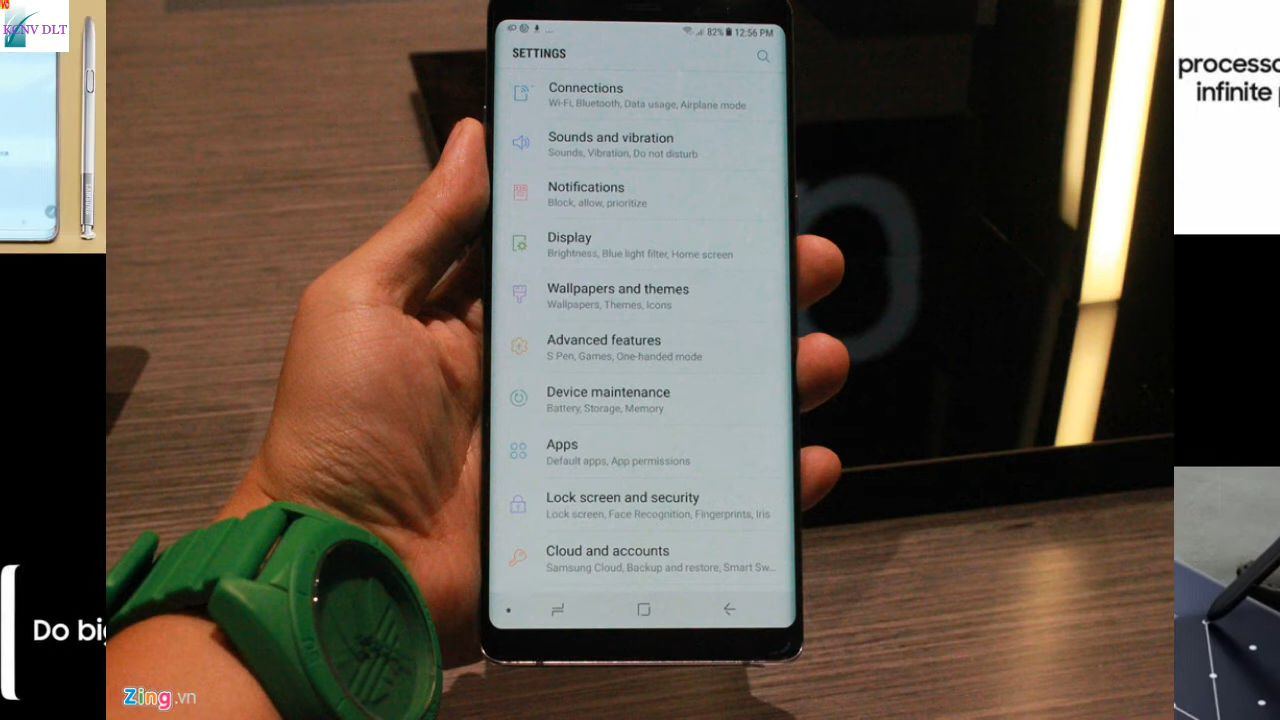 KCNV DLT
82% 12:56 PM
SETTINGS
Connections
Wi-Fi, Bluetooth, Data usage, Airplane mode
Sounds and vibration
Sounds, Vibration, Do not disturb
Notifications
Block, allow, prioritize
Display
Brightness, Blue light filter, Home screen
Wallpapers and themes
Wallpapers, Themes, Icons
Advanced features
S Pen, Games, One-handed mode
Device maintenance
Battery, Storage, Memory
Apps
Default apps, App permissions
Lock screen and security
Lock screen, Face Recognition, Fingerprints, Iris
Cloud and accounts
Samsung Cloud, Backup and restore, Smart Sw...
infinite
Do
Zing.vn